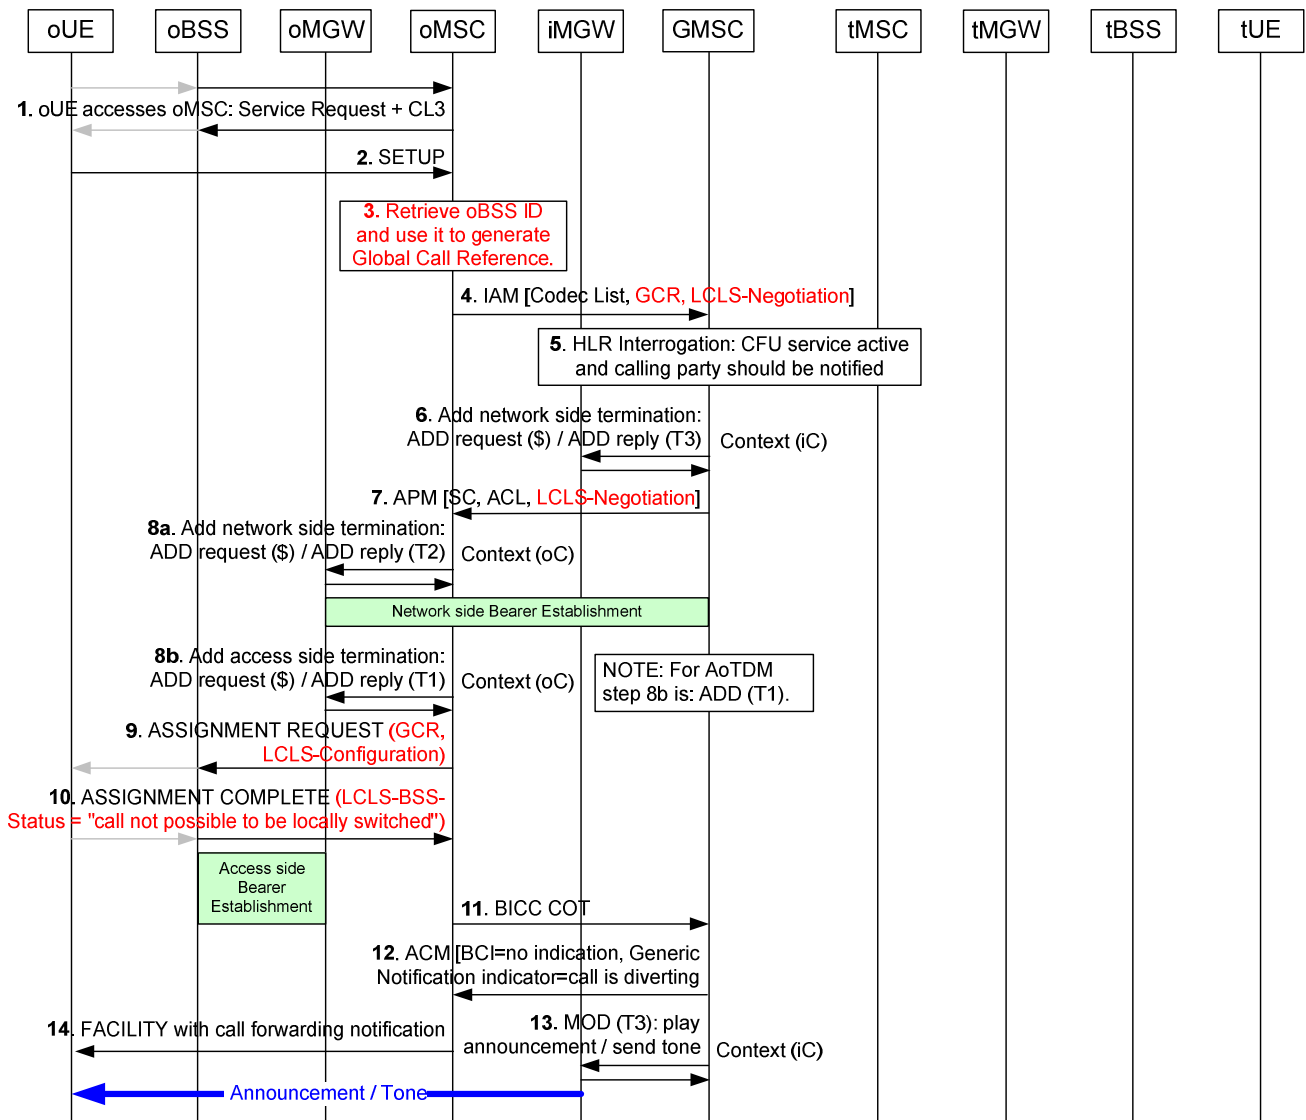 oUE
oBSS
oMGW
oMSC
iMGW
GMSC
tMSC
tMGW
tBSS
tUE
1. oUE accesses oMSC: Service Request + CL3
2. SETUP
3. Retrieve oBSS ID
and use it to generate
Global Call Reference.
4. IAM [Codec List, GCR, LCLS-Negotiation]
5. HLR Interrogation: CFU service active
and calling party should be notified
6. Add network side termination:
ADD request ($) / ADD reply (T3)
Context (iC)
7. APM [SC, ACL, LCLS-Negotiation]
8a. Add network side termination:
ADD request ($) / ADD reply (T2)
Context (oC)
Network side Bearer Establishment
8b. Add access side termination:
ADD request ($) / ADD reply (T1)
Context (oC)
NOTE: For AoTDM
step 8b is: ADD (T1).
9. ASSIGNMENT REQUEST (GCR,
LCLS-Configuration)
10. ASSIGNMENT COMPLETE (LCLS-BSS-
Status = "call not possible to be locally switched")
Access side
Bearer
Establishment
11. BICC COT
12. ACM [BCI=no indication, Generic
Notification indicator=call is diverting
13. MOD (T3): play
announcement / send tone
Context (iC)
14. FACILITY with call forwarding notification
Announcement / Tone